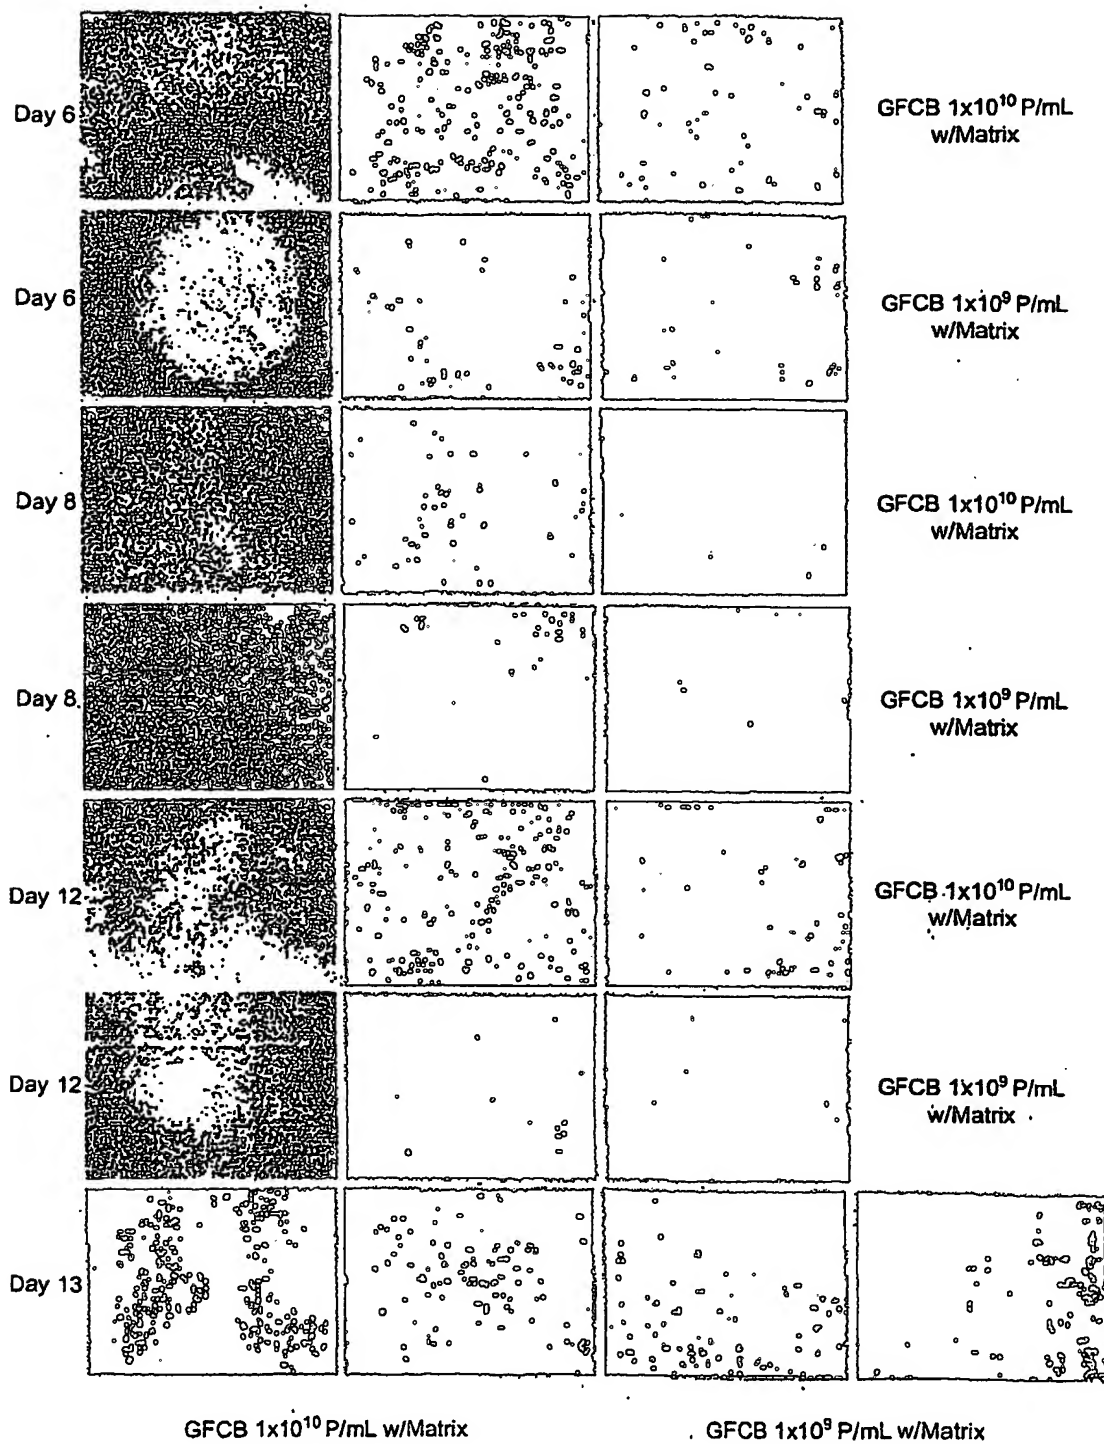 Day 6
GFCB 1x10¹⁰ P/mL
w/Matrix
Day 6
GFCB 1x10⁹ P/mL
w/Matrix
Day 8
GFCB 1x10¹⁰ P/mL
w/Matrix
Day 8
GFCB 1x10⁹ P/mL
w/Matrix
Day 12
GFCB 1x10¹⁰ P/mL
w/Matrix
Day 12
GFCB 1x10⁹ P/mL
w/Matrix
Day 13
GFCB 1x10¹⁰ P/mL w/Matrix
GFCB 1x10⁹ P/mL w/Matrix